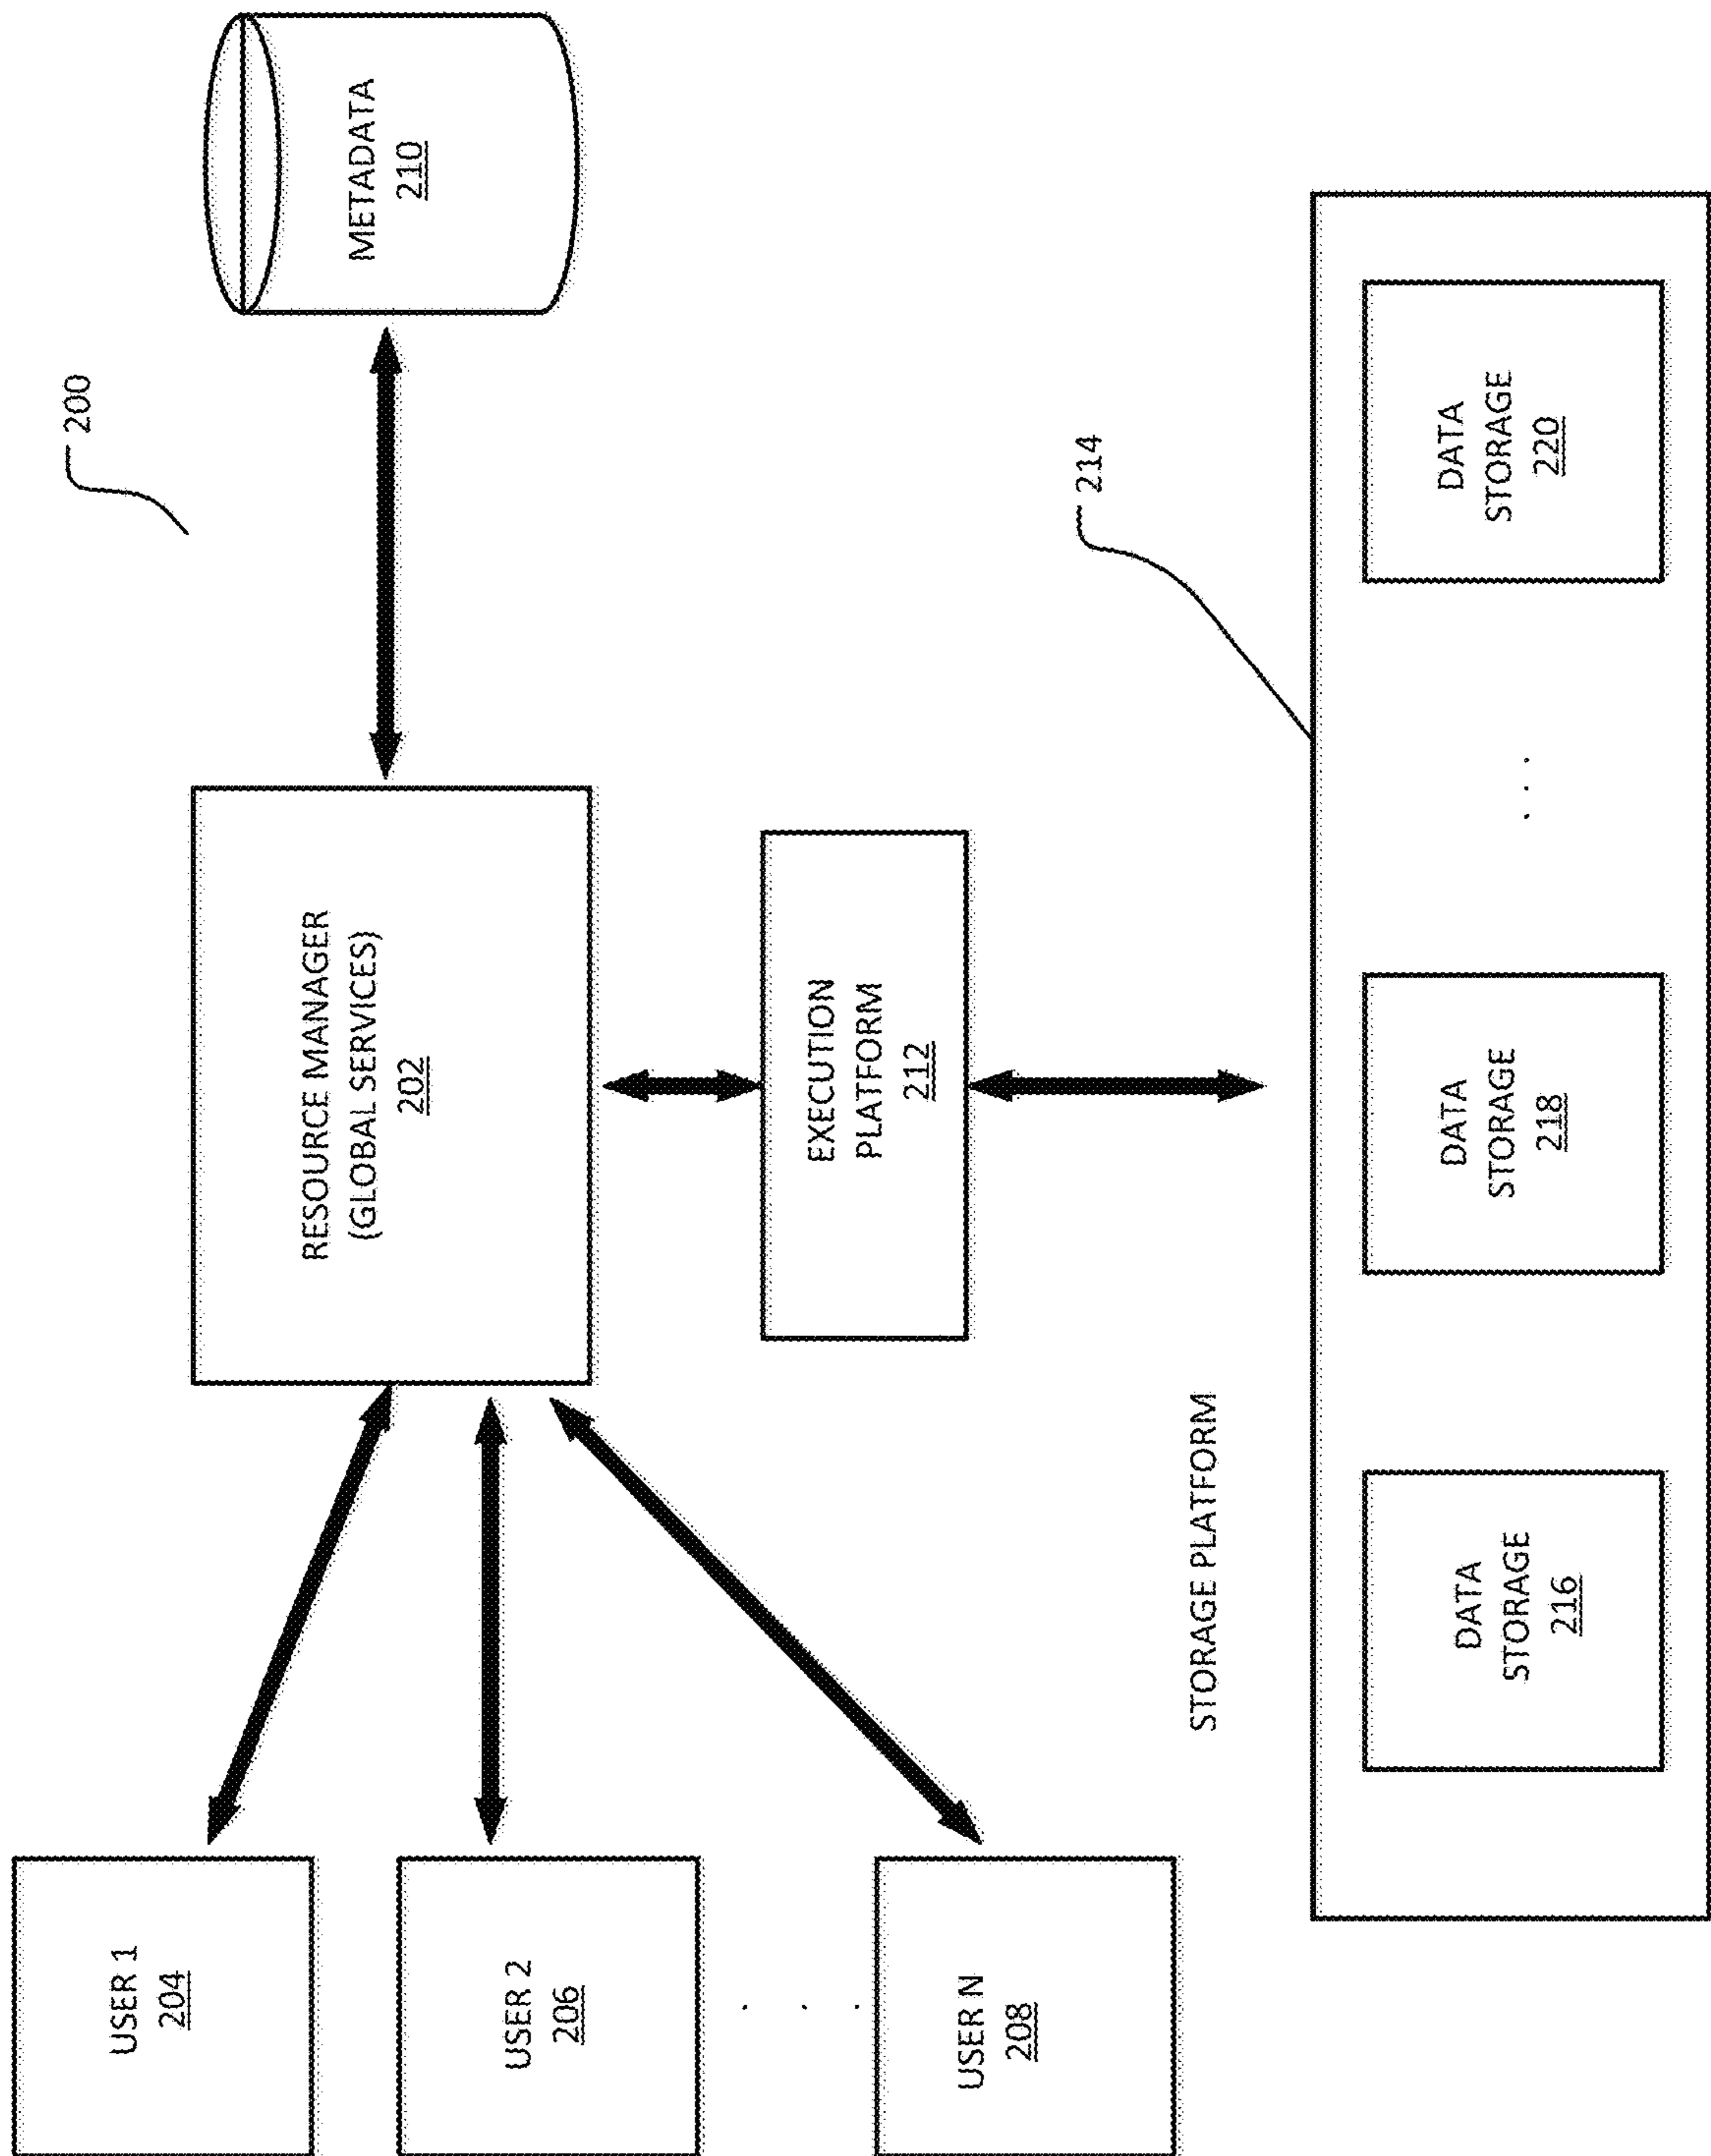 200
USER 1
204
RESOURCE MANAGER
(GLOBAL SERVICES)
202
METADATA
210
USER 2
206
. . .
USER N
208
EXECUTION
PLATFORM
212
STORAGE PLATFORM
214
DATA
STORAGE
216
DATA
STORAGE
218
. . .
DATA
STORAGE
220